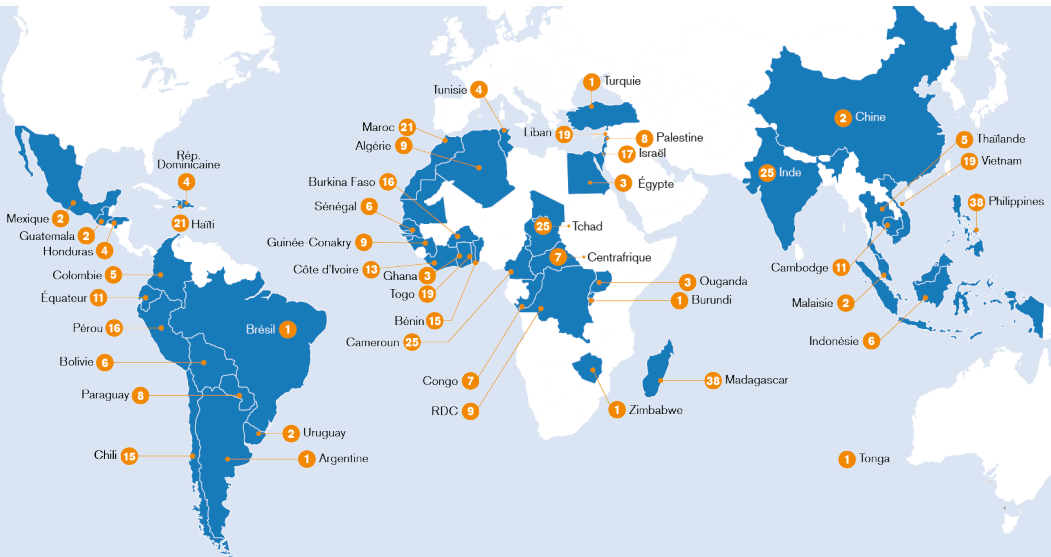 Rép.
Dominicaine
4
Mexique 2
Guatemala 2
Honduras 4
21 Haïti
Colombie 5
Équateur 11
Pérou 16
Brésil 1
Bolivie 6
Paraguay 8
2 Uruguay
Chili 15
1 Argentine
Tunisie 4
1 Turquie
Maroc 21
Liban 19
8 Palestine
Algérie 9
17 Israël
Burkina Faso 16
3 Égypte
Sénégal 6
25 Tchad
Guinée-Conakry 9
7 Centrafrique
Côte d'Ivoire 13
Ghana 3
3 Ouganda
Togo 19
1 Burundi
Bénin 15
Cameroun 25
Congo 7
38 Madagascar
RDC 9
1 Zimbabwe
2 Chine
5 Thaïlande
19 Vietnam
25 Inde
38 Philippines
Cambodge 11
Malaisie 2
Indonésie 6
1 Tonga